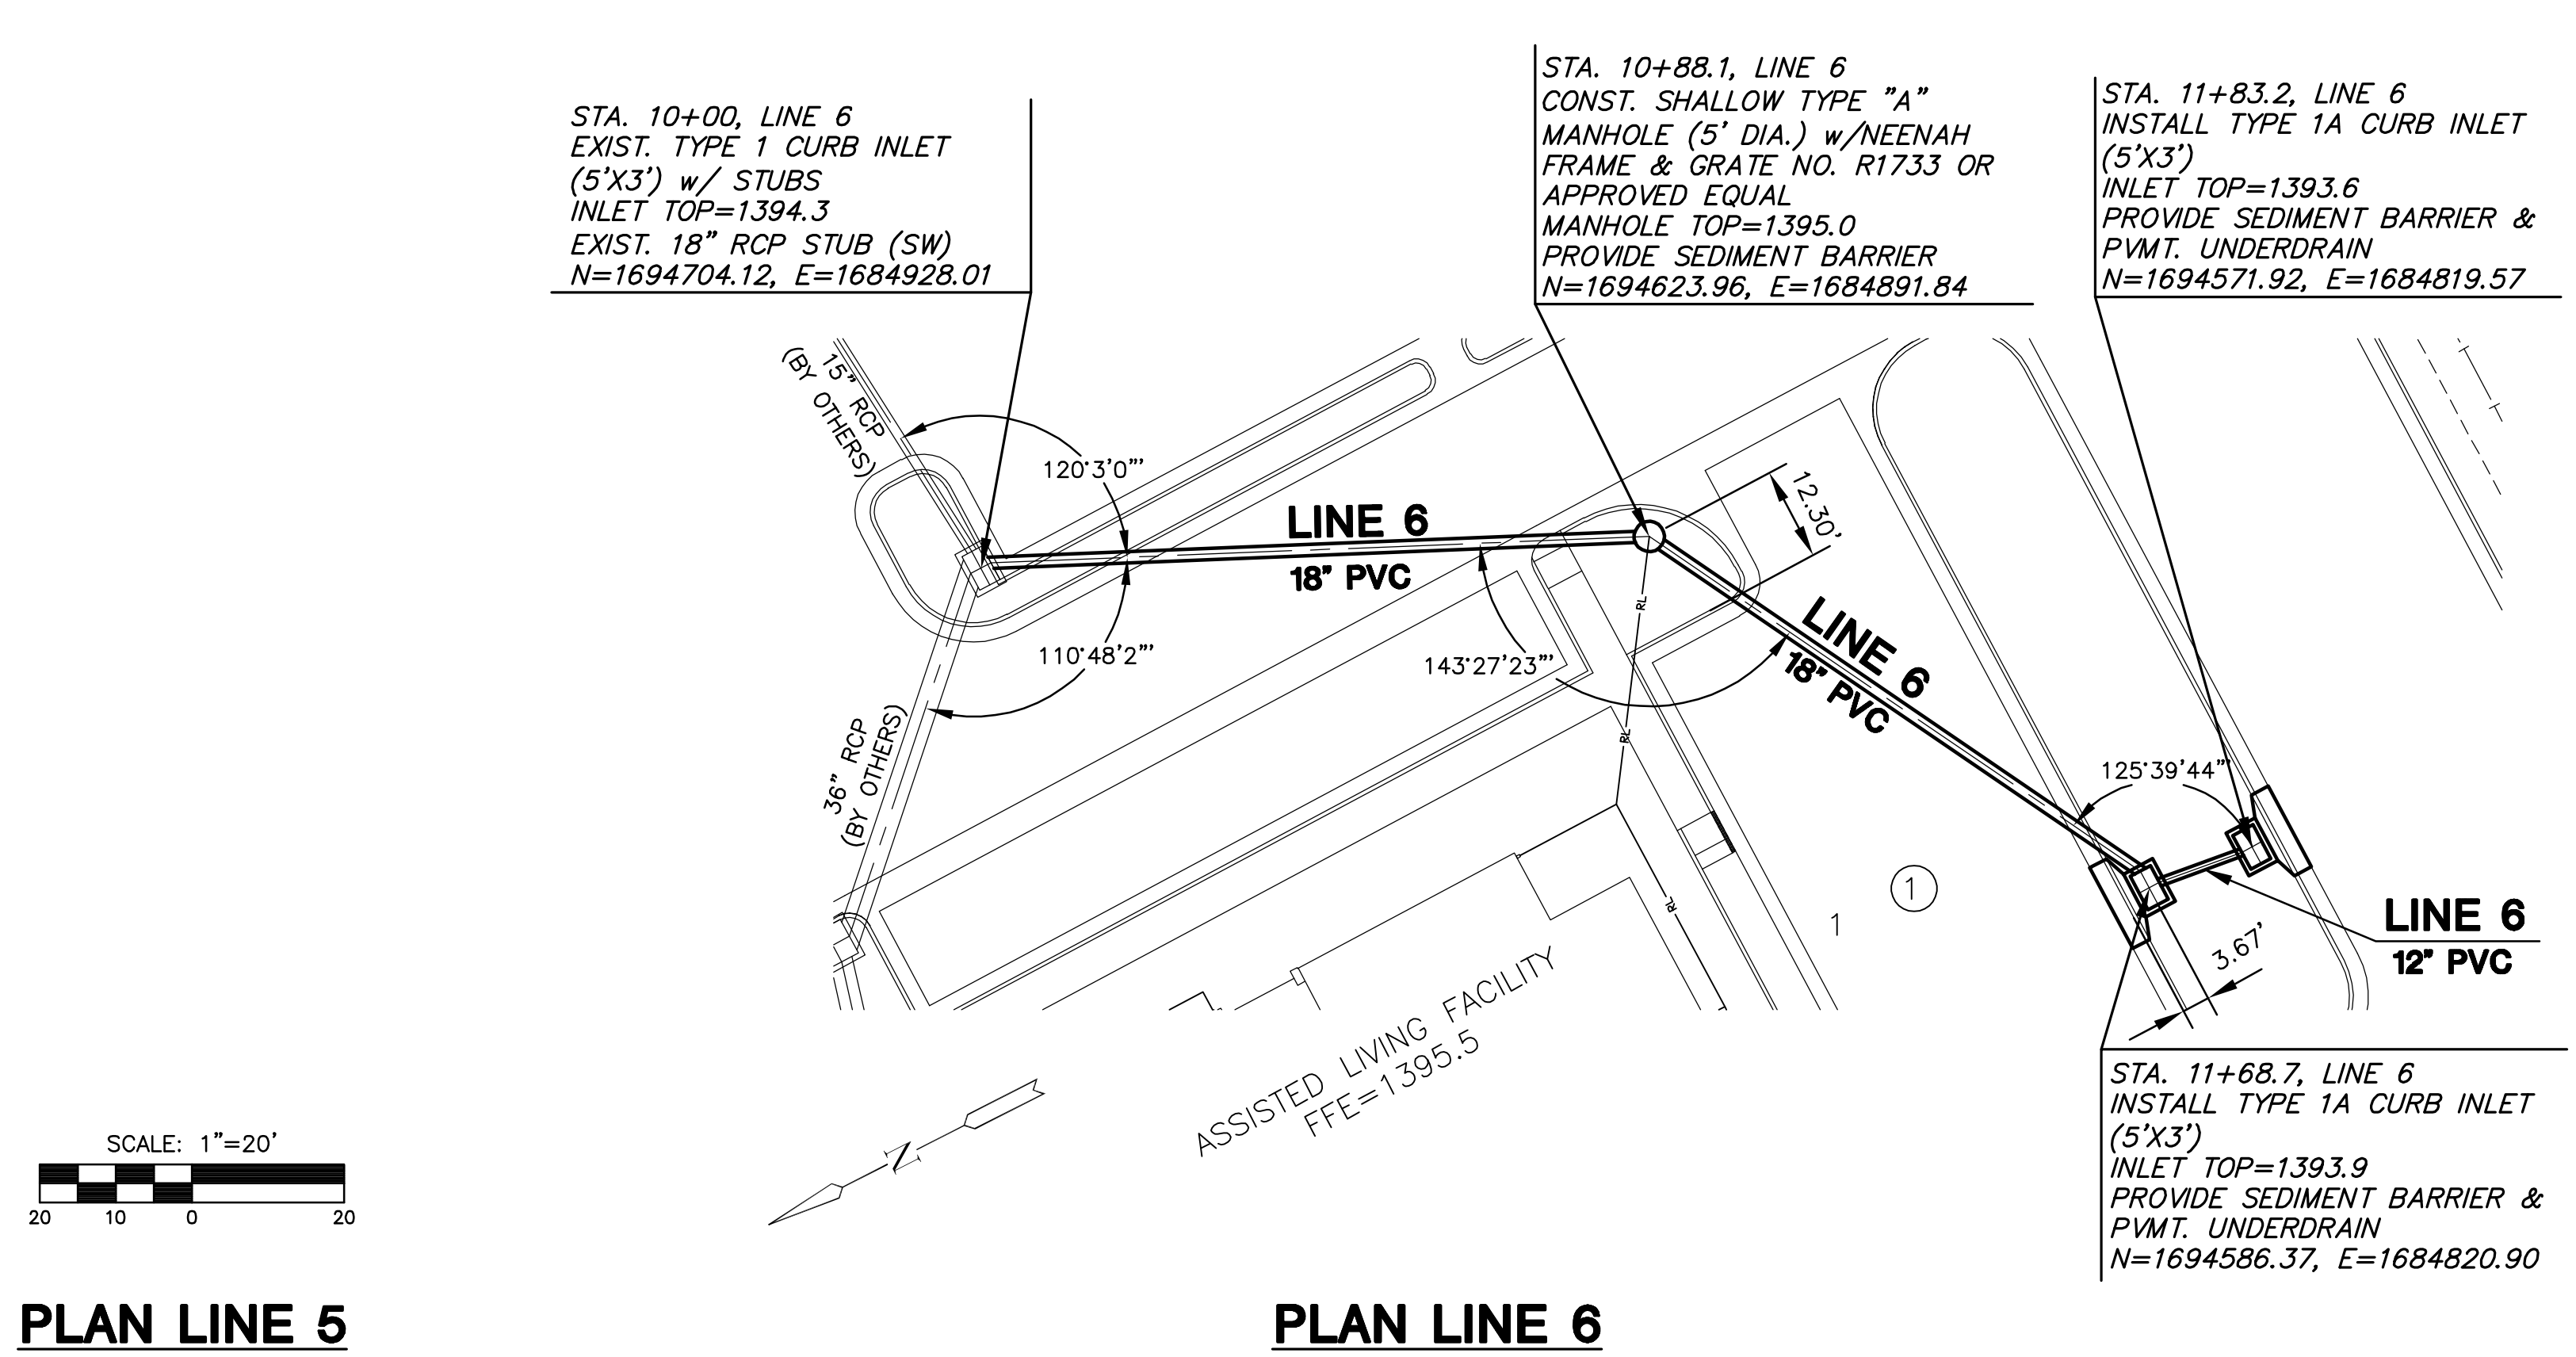 STA. 10+00, LINE 6
EXIST. TYPE 1 CURB INLET
(5'X3') w/ STUBS
INLET TOP=1394.3
EXIST. 18" RCP STUB (SW)
N=1694704.12, E=1684928.01
STA. 10+88.1, LINE 6
CONST. SHALLOW TYPE "A"
MANHOLE (5' DIA.) w/NEENAH
FRAME & GRATE NO. R1733 OR
APPROVED EQUAL
MANHOLE TOP=1395.0
PROVIDE SEDIMENT BARRIER
N=1694623.96, E=1684891.84
STA. 11+83.2, LINE 6
INSTALL TYPE 1A CURB INLET
(5'X3')
INLET TOP=1393.6
PROVIDE SEDIMENT BARRIER &
PVMT. UNDERDRAIN
N=1694571.92, E=1684819.57
15" RCP
(BY OTHERS)
120°3'0"'
LINE 6
18" PVC
12.30'
110°48'2"'
143°27'23"'
RL
RL
RL
LINE 6
18" PVC
36" RCP
(BY OTHERS)
125°39'44"'
1
1
LINE 6
12" PVC
3.67'
ASSISTED LIVING FACILITY
FFE=1395.5
N
STA. 11+68.7, LINE 6
INSTALL TYPE 1A CURB INLET
(5'X3')
INLET TOP=1393.9
PROVIDE SEDIMENT BARRIER &
PVMT. UNDERDRAIN
N=1694586.37, E=1684820.90
SCALE: 1"=20'
20 10 0 20
PLAN LINE 5
PLAN LINE 6